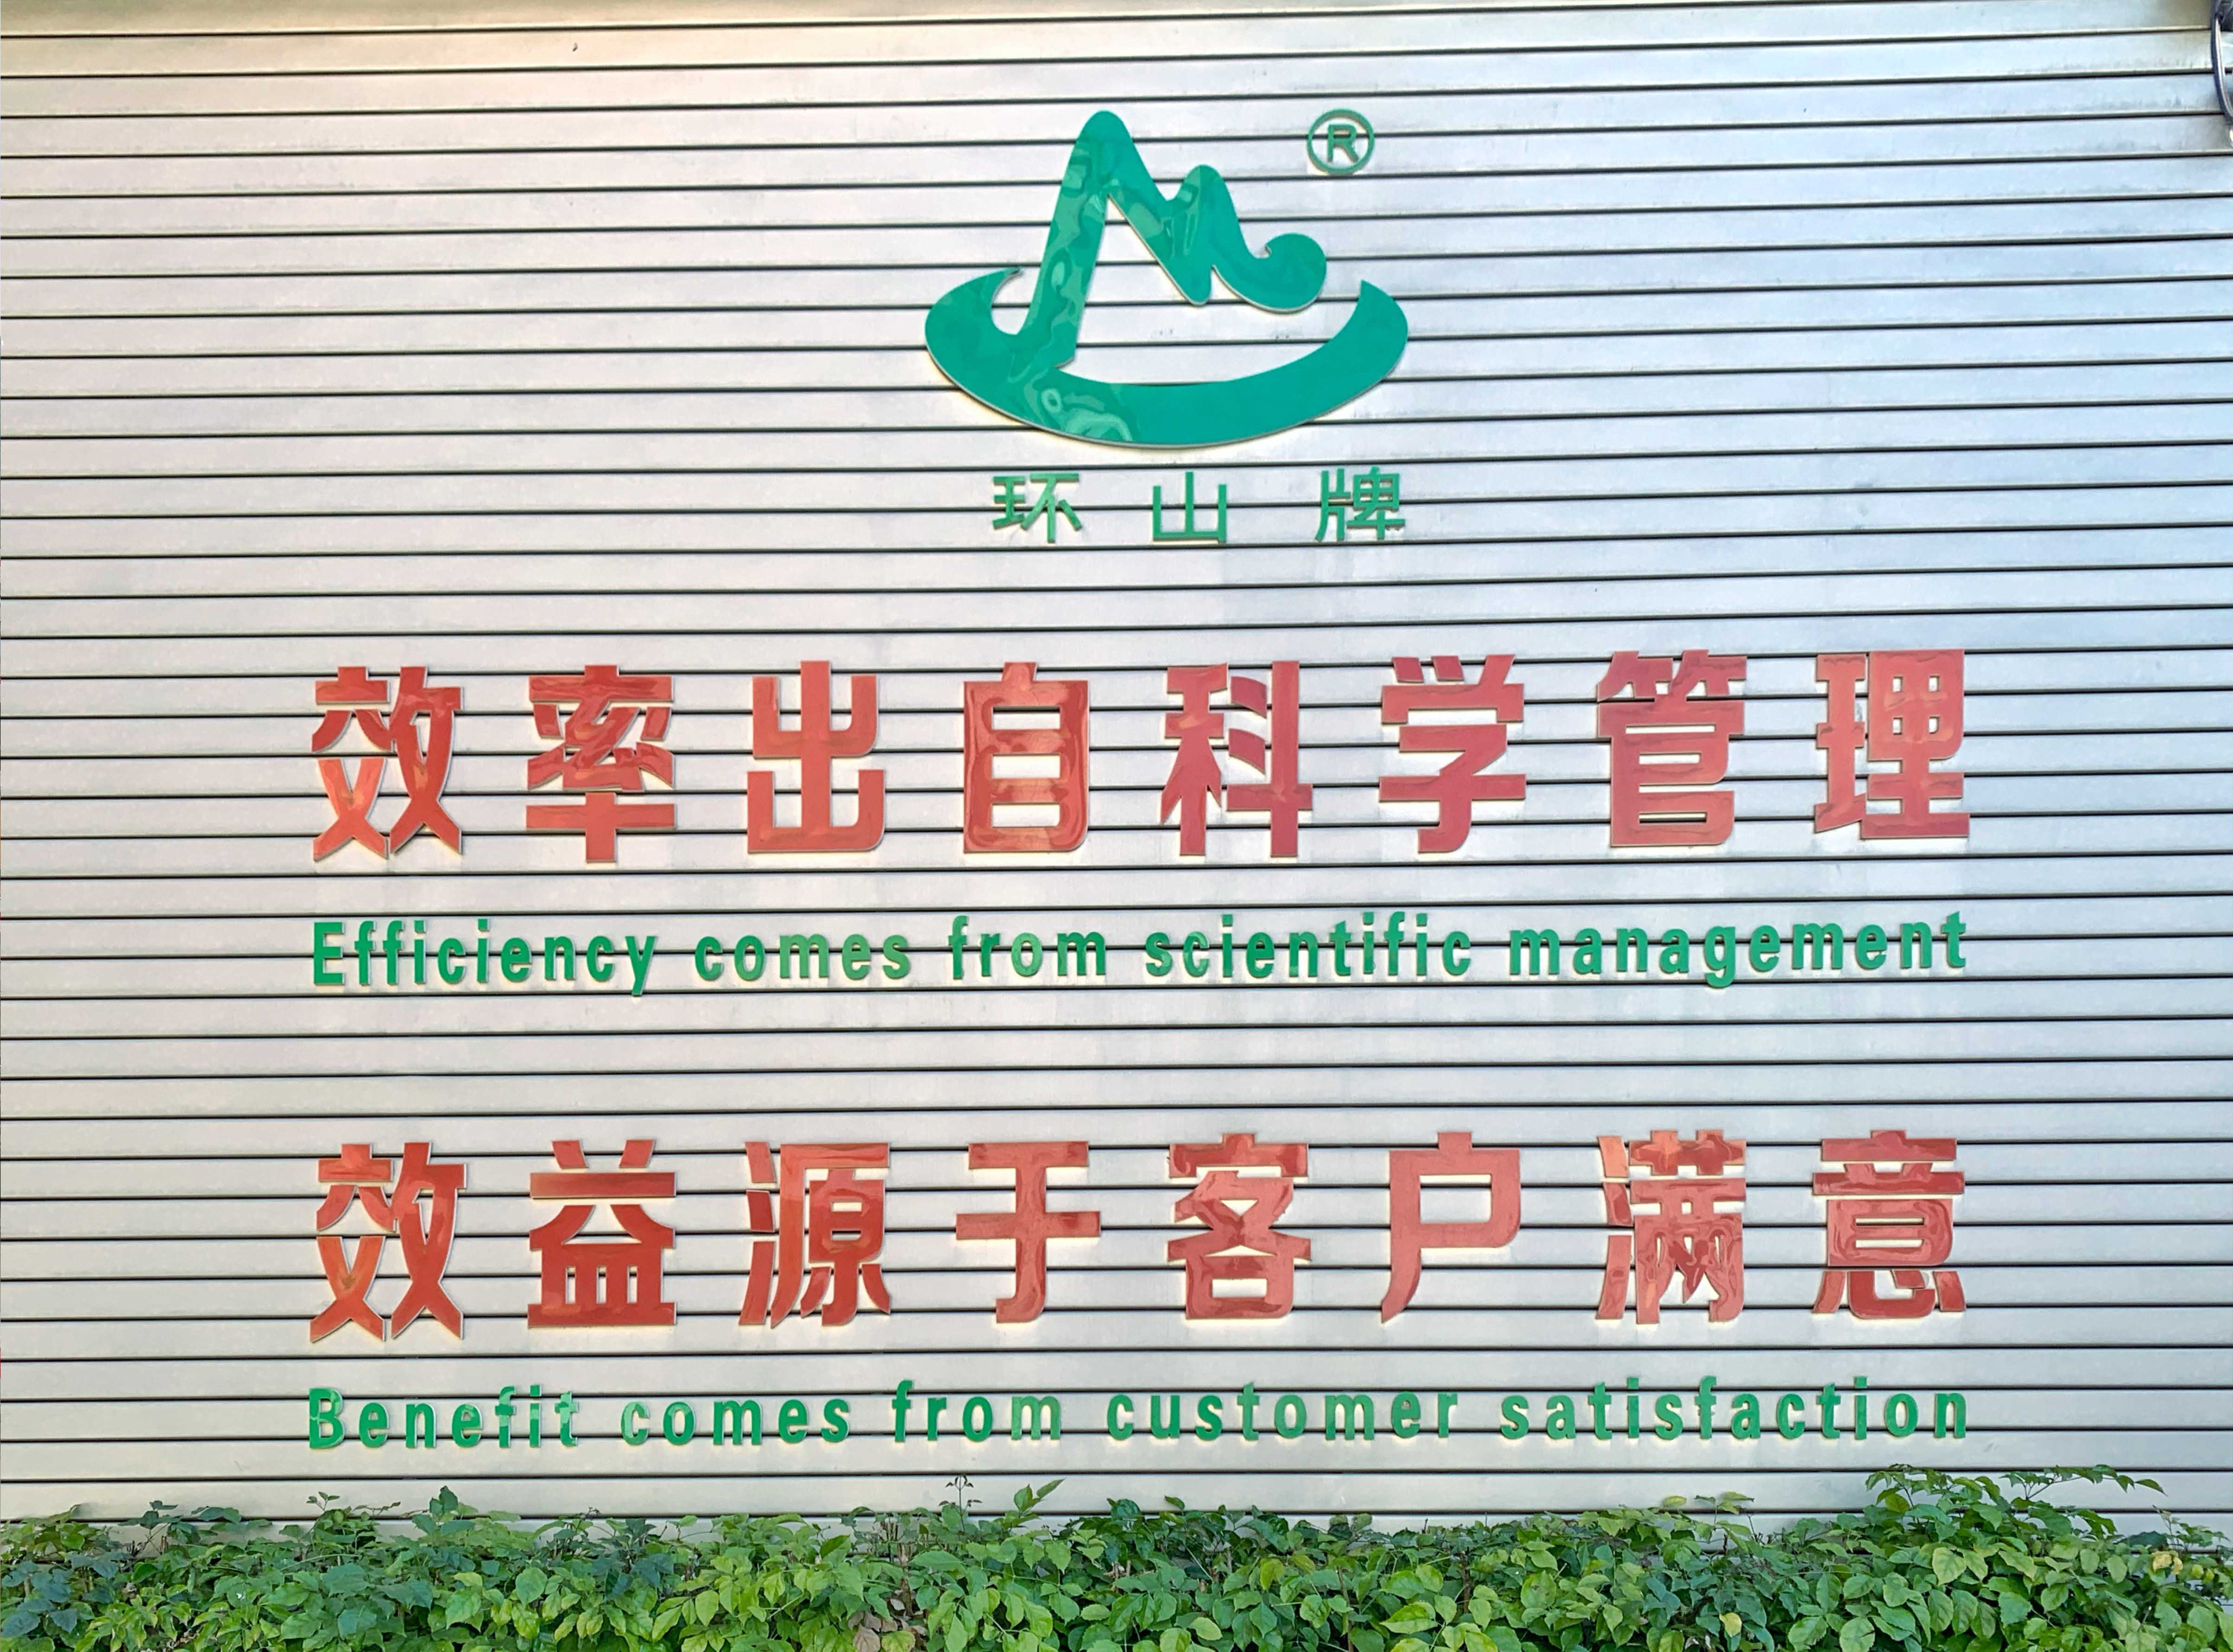 ®
环山牌
效率出自科学管理
Efficiency comes from scientific management
效益源于客户满意
Benefit comes from customer satisfaction